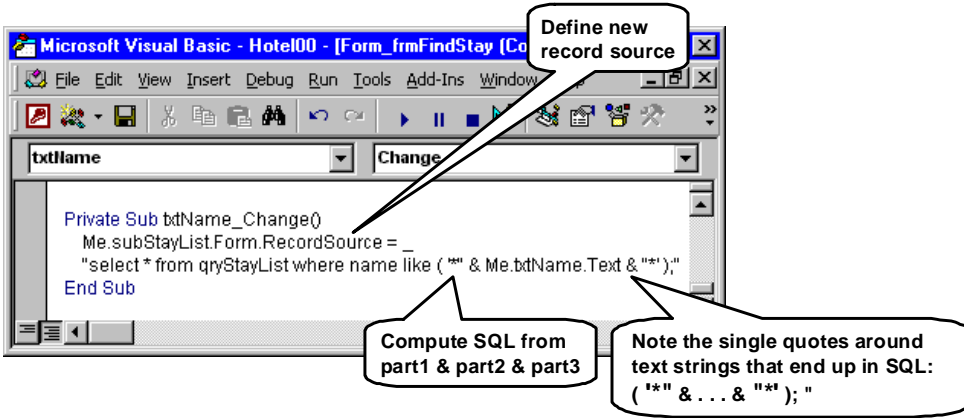 Define new
record source
Microsoft Visual Basic - Hotel00 - [Form_frmFindStay (Co
File Edit View Insert Debug Run Tools Add-Ins Window
txtName
Change
Private Sub txtName_Change()
Me.subStayList.Form.RecordSource = _
"select * from qryStayList where name like ( '*" & Me.txtName.Text & "*' );"
End Sub
Compute SQL from
part1 & part2 & part3
Note the single quotes around
text strings that end up in SQL:
( '*" & . . . & "*' ); "